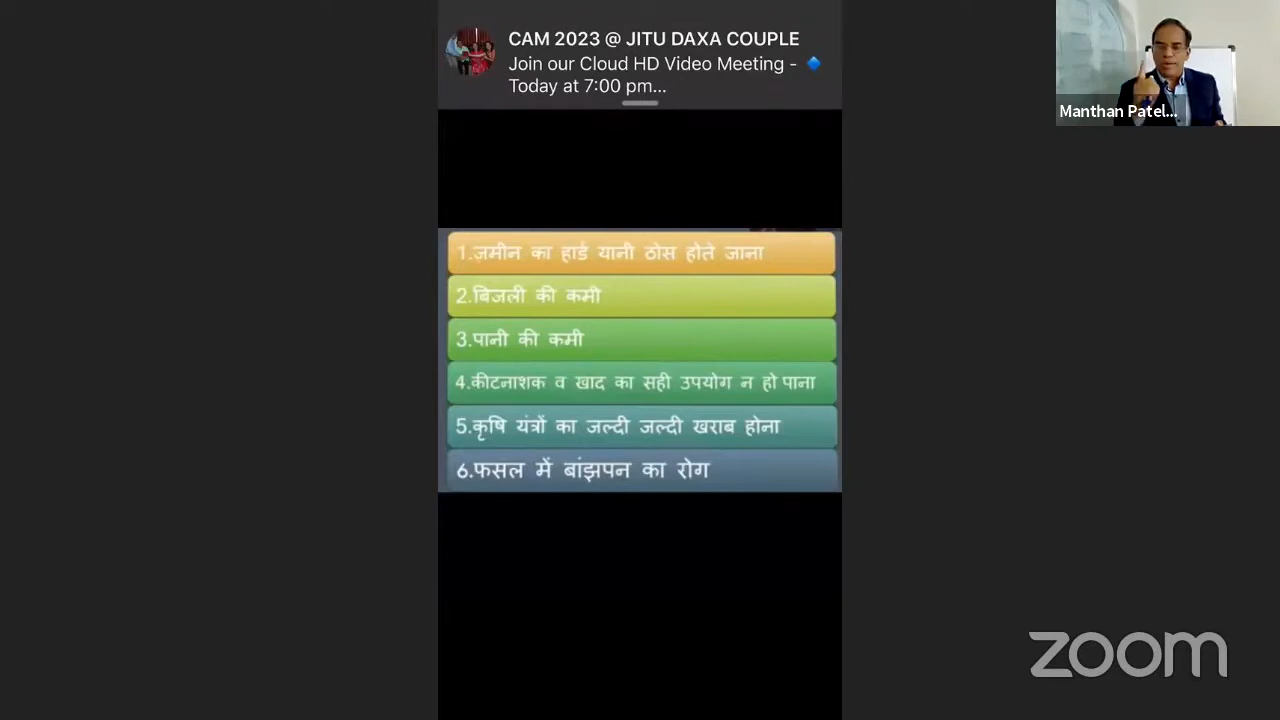 CAM 2023 @ JITU DAXA COUPLE
Join our Cloud HD Video Meeting - 🔷
Today at 7:00 pm...
Manthan Patel...
1.ज़मीन का हार्ड यानी ठोस होते जाना
2.बिजली की कमी
3.पानी की कमी
4.कीटनाशक व खाद का सही उपयोग न हो पाना
5.कृषि यंत्रों का जल्दी जल्दी खराब होना
6.फसल में बांझपन का रोग
zoom